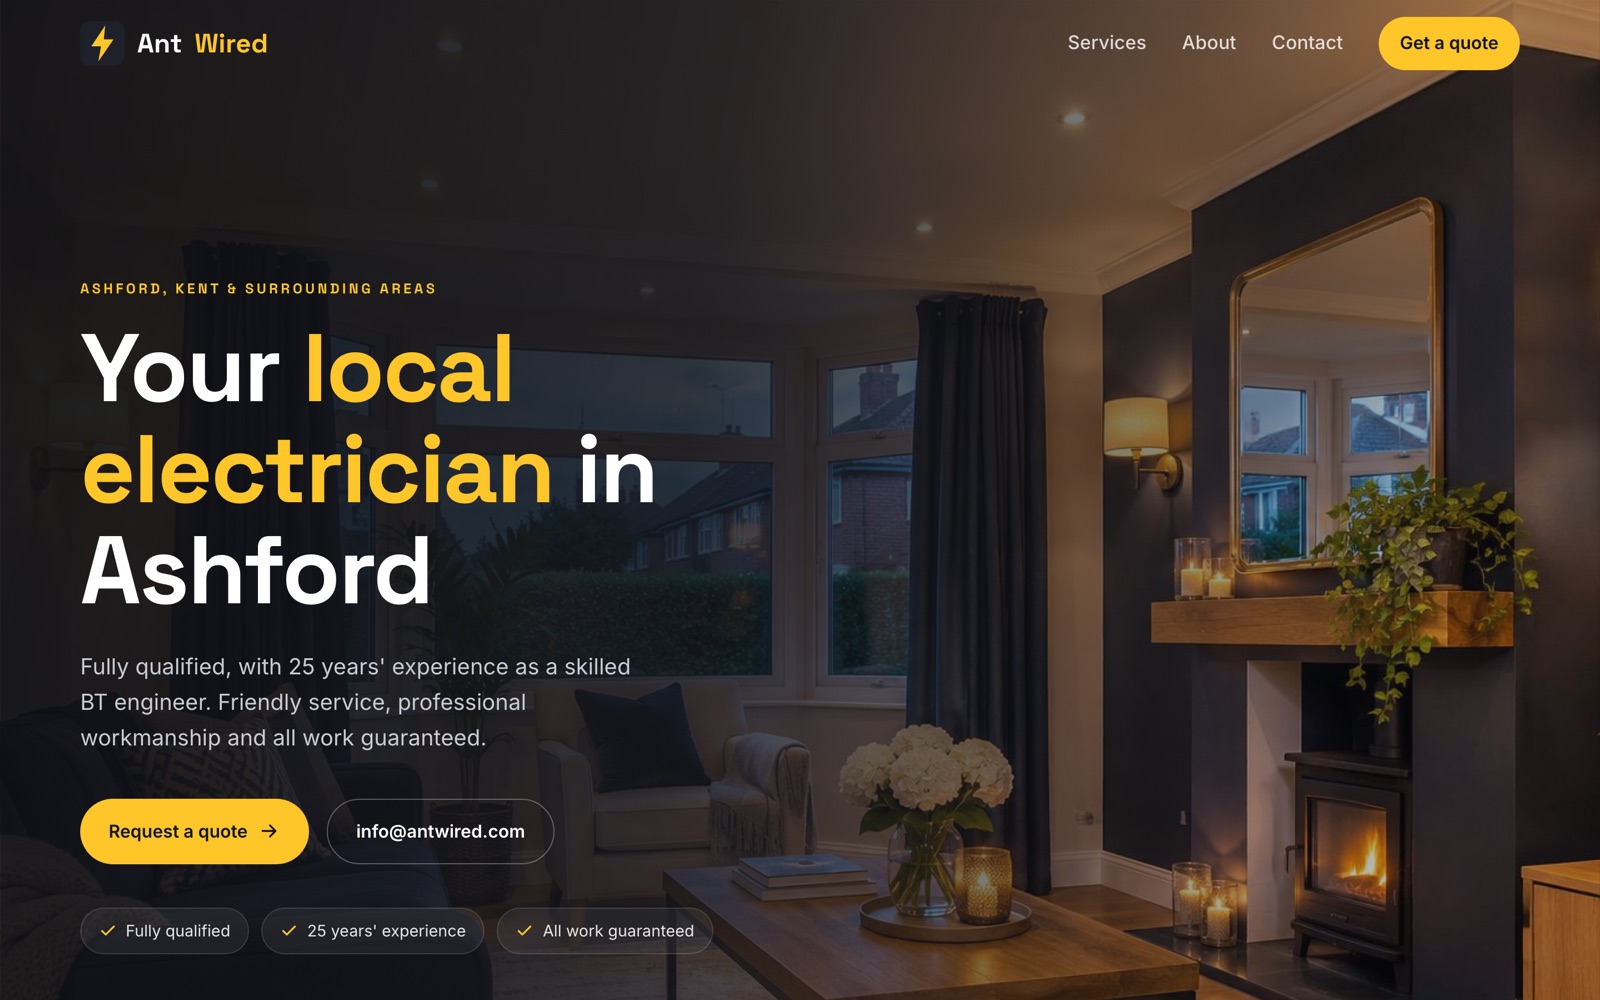 Ant Wired
Services
About
Contact
Get a quote
ASHFORD, KENT & SURROUNDING AREAS
Your local
electrician in
Ashford
Fully qualified, with 25 years' experience as a skilled
BT engineer. Friendly service, professional
workmanship and all work guaranteed.
Request a quote →
info@antwired.com
✓ Fully qualified
✓ 25 years' experience
✓ All work guaranteed